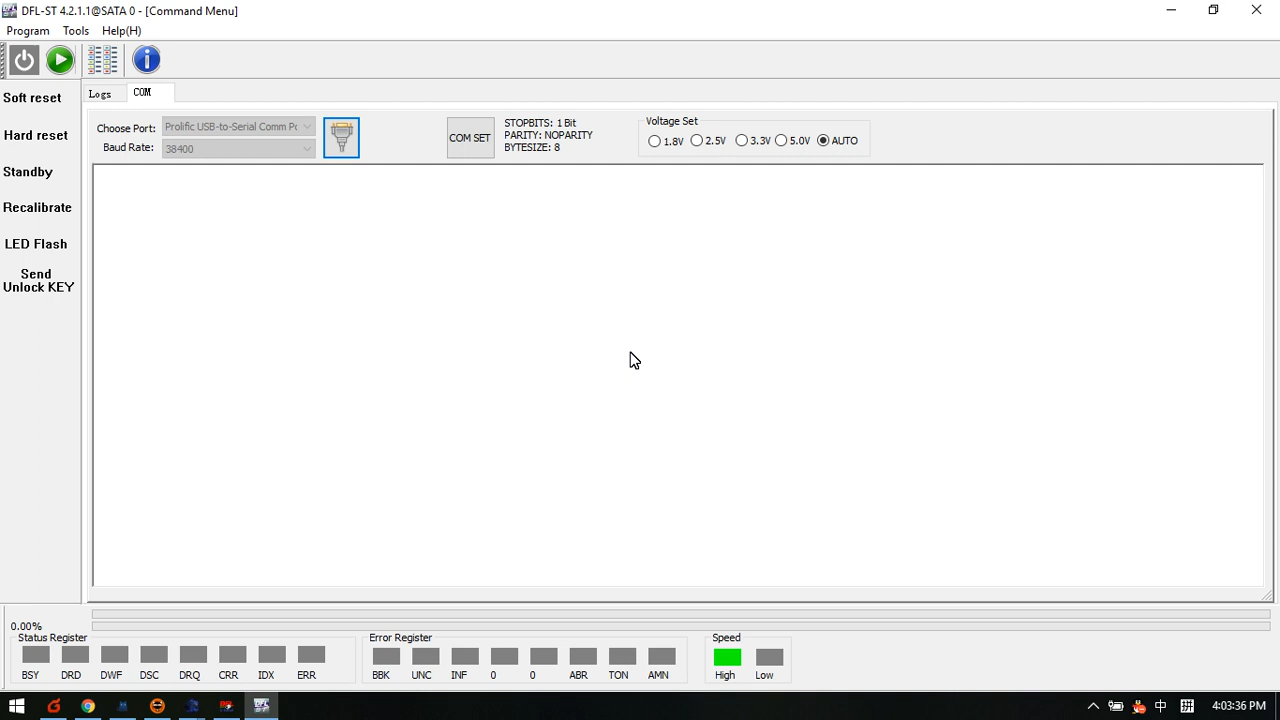 DFL-ST 4.2.1.1@SATA 0 - [Command Menu]
Program Tools Help(H)
Soft reset
Hard reset
Standby
Recalibrate
LED Flash
Send
Unlock KEY
Logs COM
Choose Port: Prolific USB-to-Serial Comm Po
Baud Rate: 38400
COM SET
STOPBITS: 1 Bit
PARITY: NOPARITY
BYTESIZE: 8
Voltage Set
1.8V 2.5V 3.3V 5.0V AUTO
0.00%
Status Register
BSY DRD DWF DSC DRQ CRR IDX ERR
Error Register
BBK UNC INF 0 0 ABR TON AMN
Speed
High Low
中 拼 4:03:36 PM